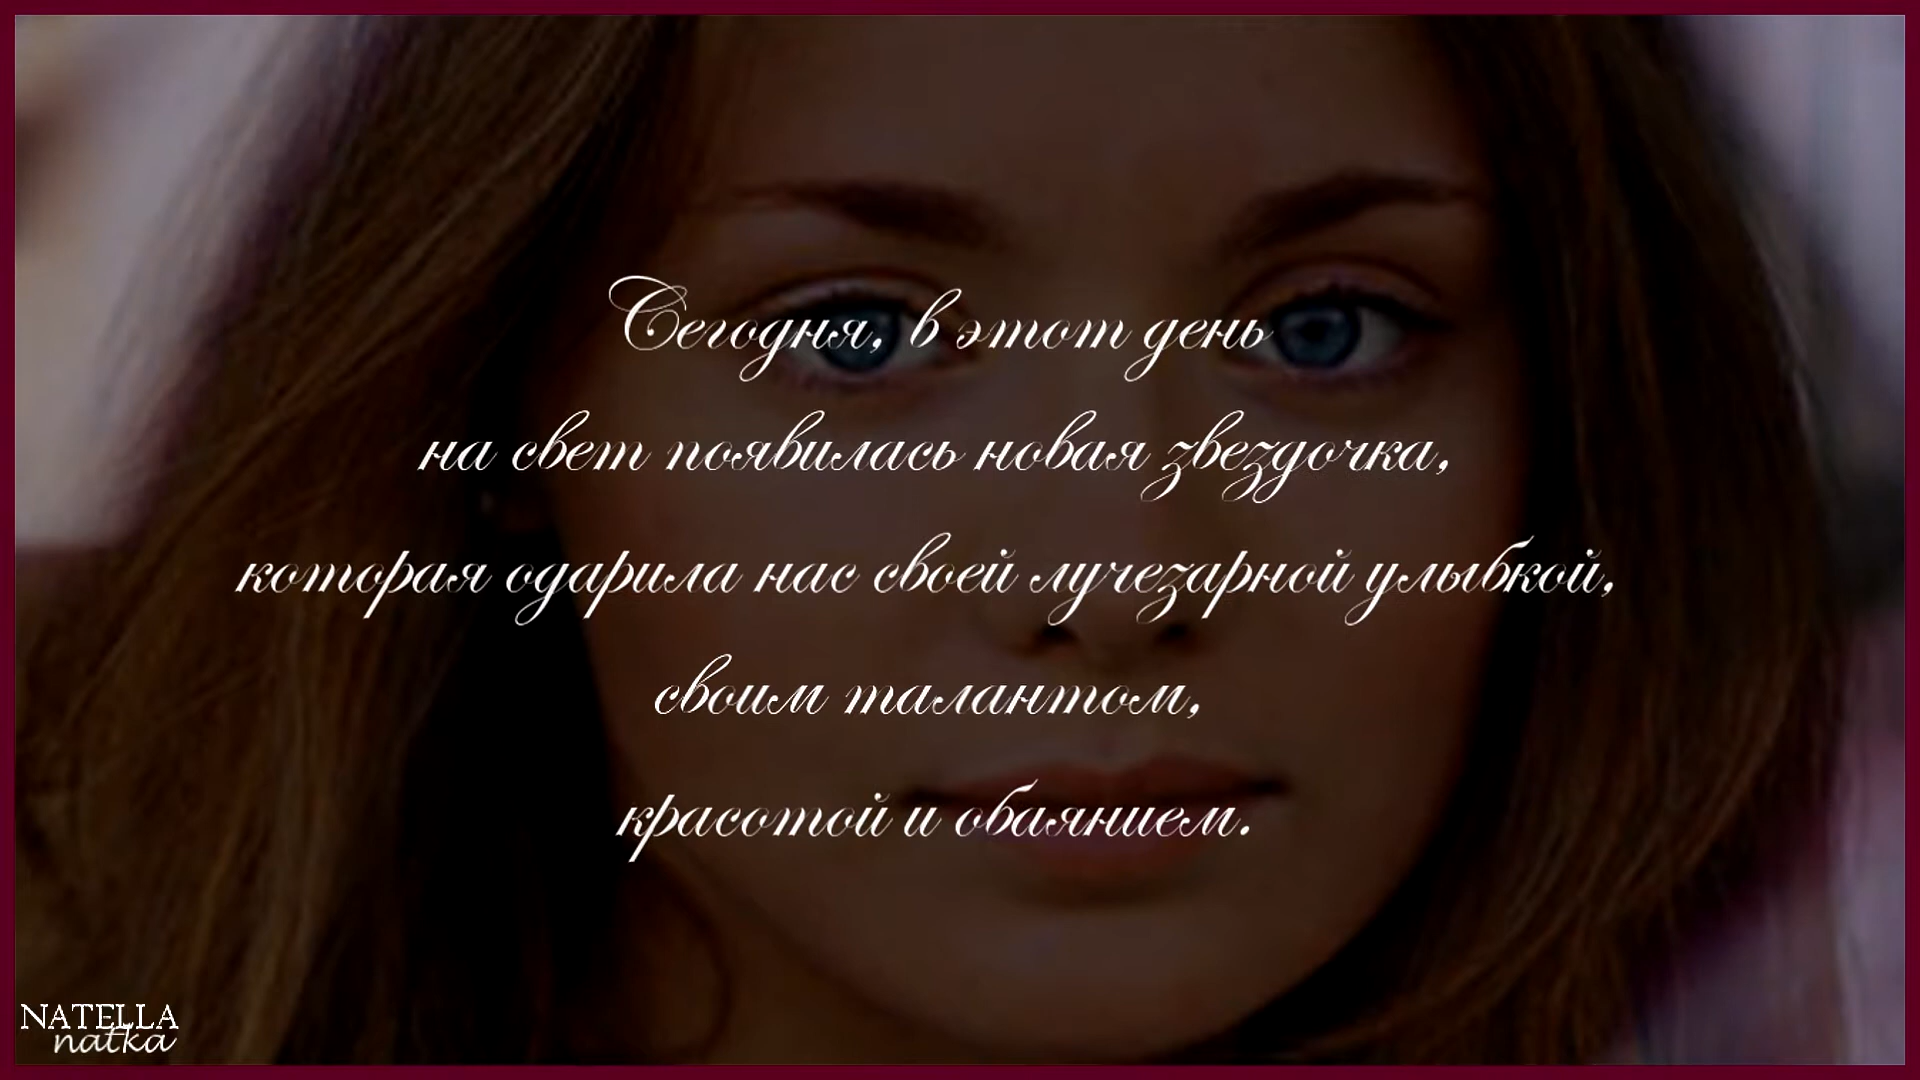 Сегодня, в этот день
на свет появилась новая звездочка,
которая одарила нас своей лучезарной улыбкой,
своим талантом,
красотой и обаянием.
NATELLA
natka